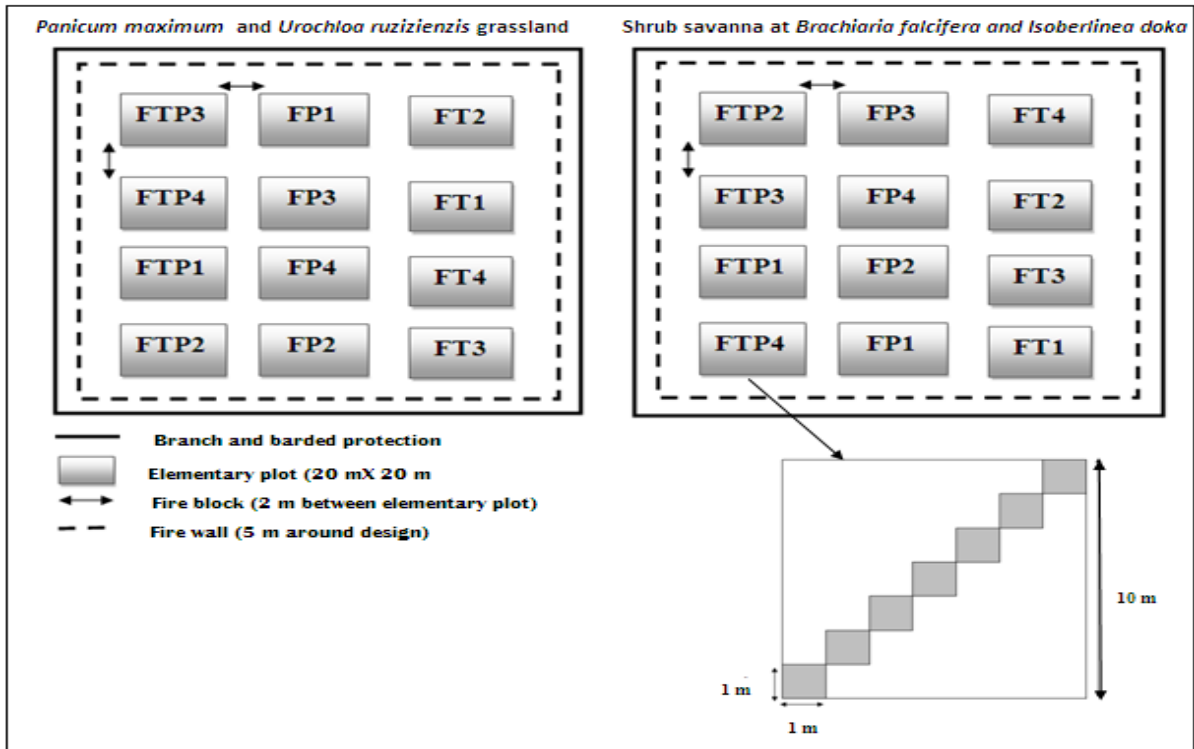 Panicum maximum and Urochloa ruzizienzis grassland
FTP3 FP1 FT2
FTP4 FP3 FT1
FTP1 FP4 FT4
FTP2 FP2 FT3
Shrub savanna at Brachiaria falcifera and Isoberlinea doka
FTP2 FP3 FT4
FTP3 FP4 FT2
FTP1 FP2 FT3
FTP4 FP1 FT1
Branch and barded protection
Elementary plot (20 mX 20 m
Fire block (2 m between elementary plot)
Fire wall (5 m around design)
10 m
1 m
1 m